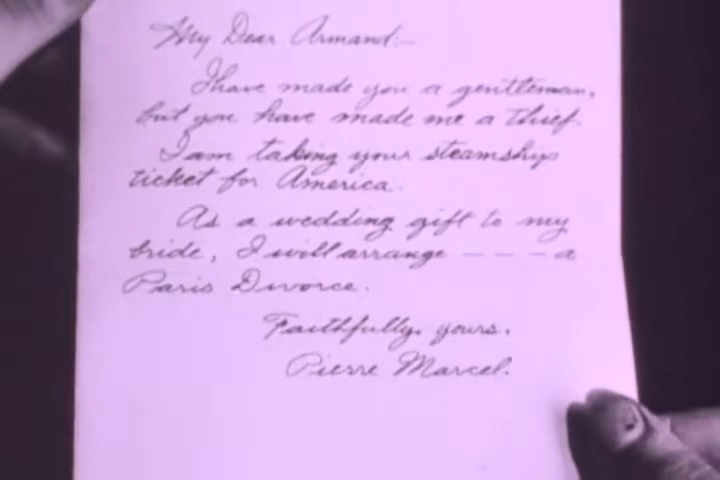 My Dear Armand:—
I have made you a gentleman,
but you have made me a thief.
I am taking your steamship
ticket for America.
As a wedding gift to my
bride, I will arrange — — — a
Paris Divorce.
Faithfully, yours,
Pierre Marcel.